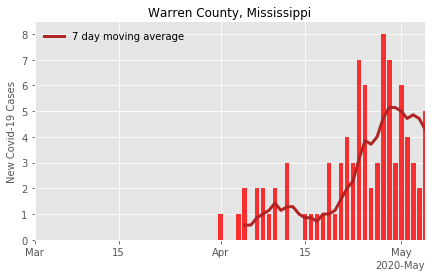 Warren County, Mississippi
7 day moving average
New Covid-19 Cases
8
7
6
5
4
3
2
1
0
Mar 15 Apr 15 May
2020-May